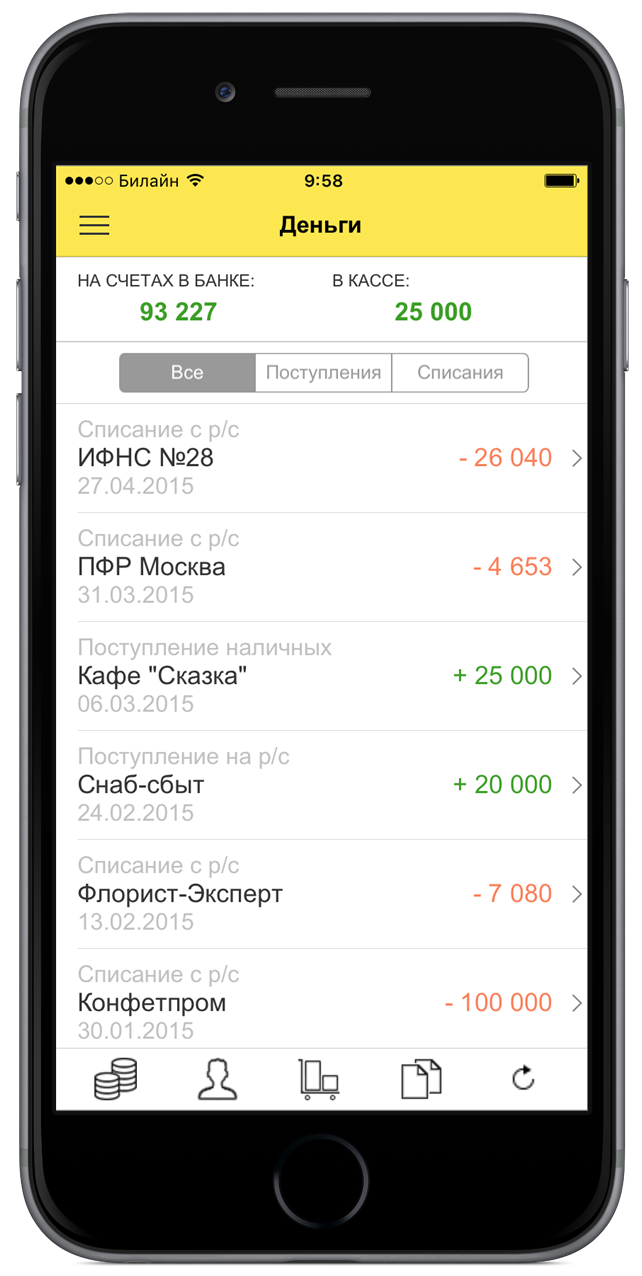 Билайн 9:58
Деньги
НА СЧЕТАХ В БАНКЕ: В КАССЕ:
93 227 25 000
Все Поступления Списания
Списание с р/с
ИФНС №28 - 26 040
27.04.2015
Списание с р/с
ПФР Москва - 4 653
31.03.2015
Поступление наличных
Кафе "Сказка" + 25 000
06.03.2015
Поступление на р/с
Снаб-сбыт + 20 000
24.02.2015
Списание с р/с
Флорист-Эксперт - 7 080
13.02.2015
Списание с р/с
Конфетпром - 100 000
30.01.2015